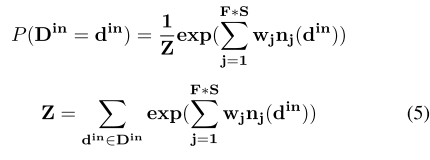 P(D^in = d^in) = 1/Z exp(∑_{j=1}^{F∗S} w_j n_j(d^in))
Z = ∑_{d^in∈D^in} exp(∑_{j=1}^{F∗S} w_j n_j(d^in)) (5)